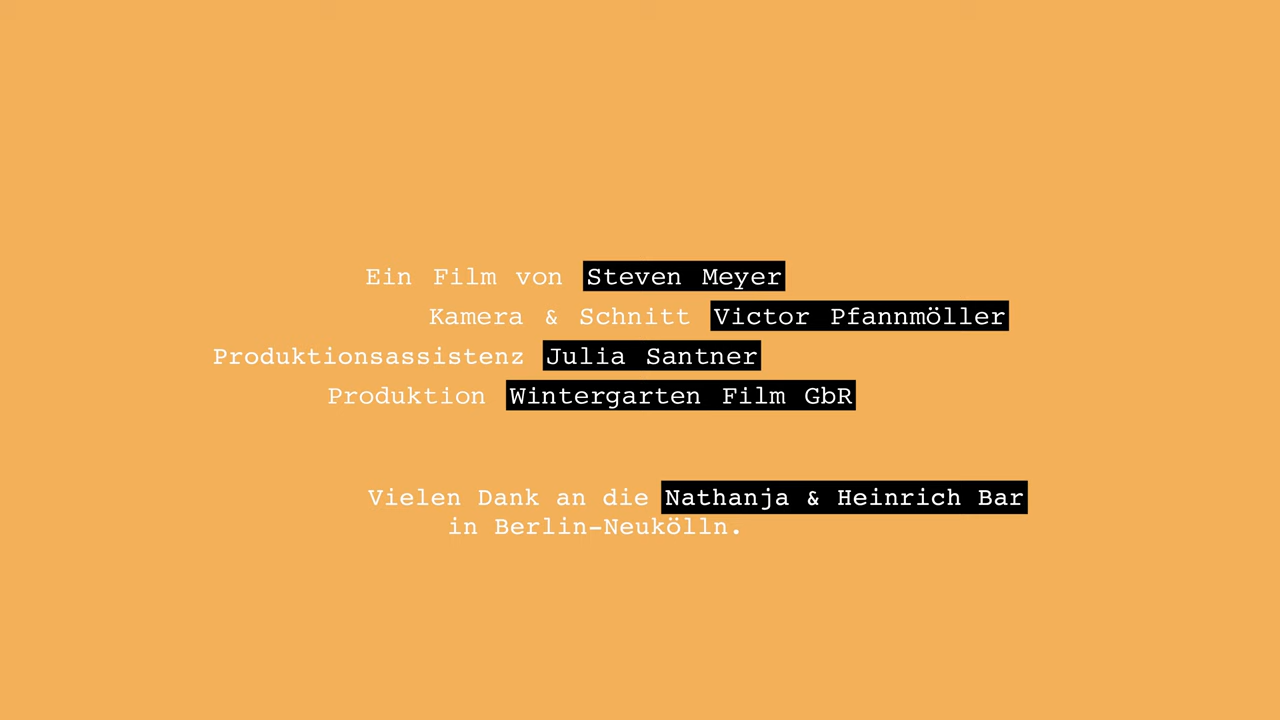 Ein Film von Steven Meyer
Kamera & Schnitt Victor Pfannmöller
Produktionsassistenz Julia Santner
Produktion Wintergarten Film GbR
Vielen Dank an die Nathanja & Heinrich Bar
in Berlin-Neukölln.